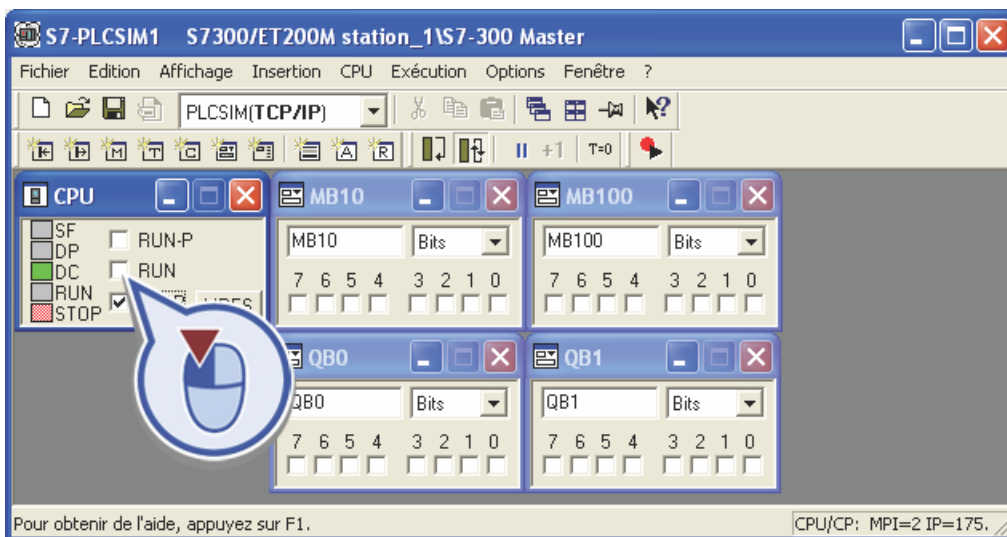 S7-PLCSIM1 S7300/ET200M station_1\S7-300 Master
Fichier Edition Affichage Insertion CPU Exécution Options Fenêtre ?
PLCSIM(TCP/IP)
+1 T=0
CPU MB10 MB100
SF
DP
DC
RUN
STOP
RUN-P
RUN
MB10 Bits
7 6 5 4 3 2 1 0
MB100 Bits
7 6 5 4 3 2 1 0
QB0 QB1
QB0 Bits
7 6 5 4 3 2 1 0
QB1 Bits
7 6 5 4 3 2 1 0
Pour obtenir de l'aide, appuyez sur F1.
CPU/CP: MPI=2 IP=175.